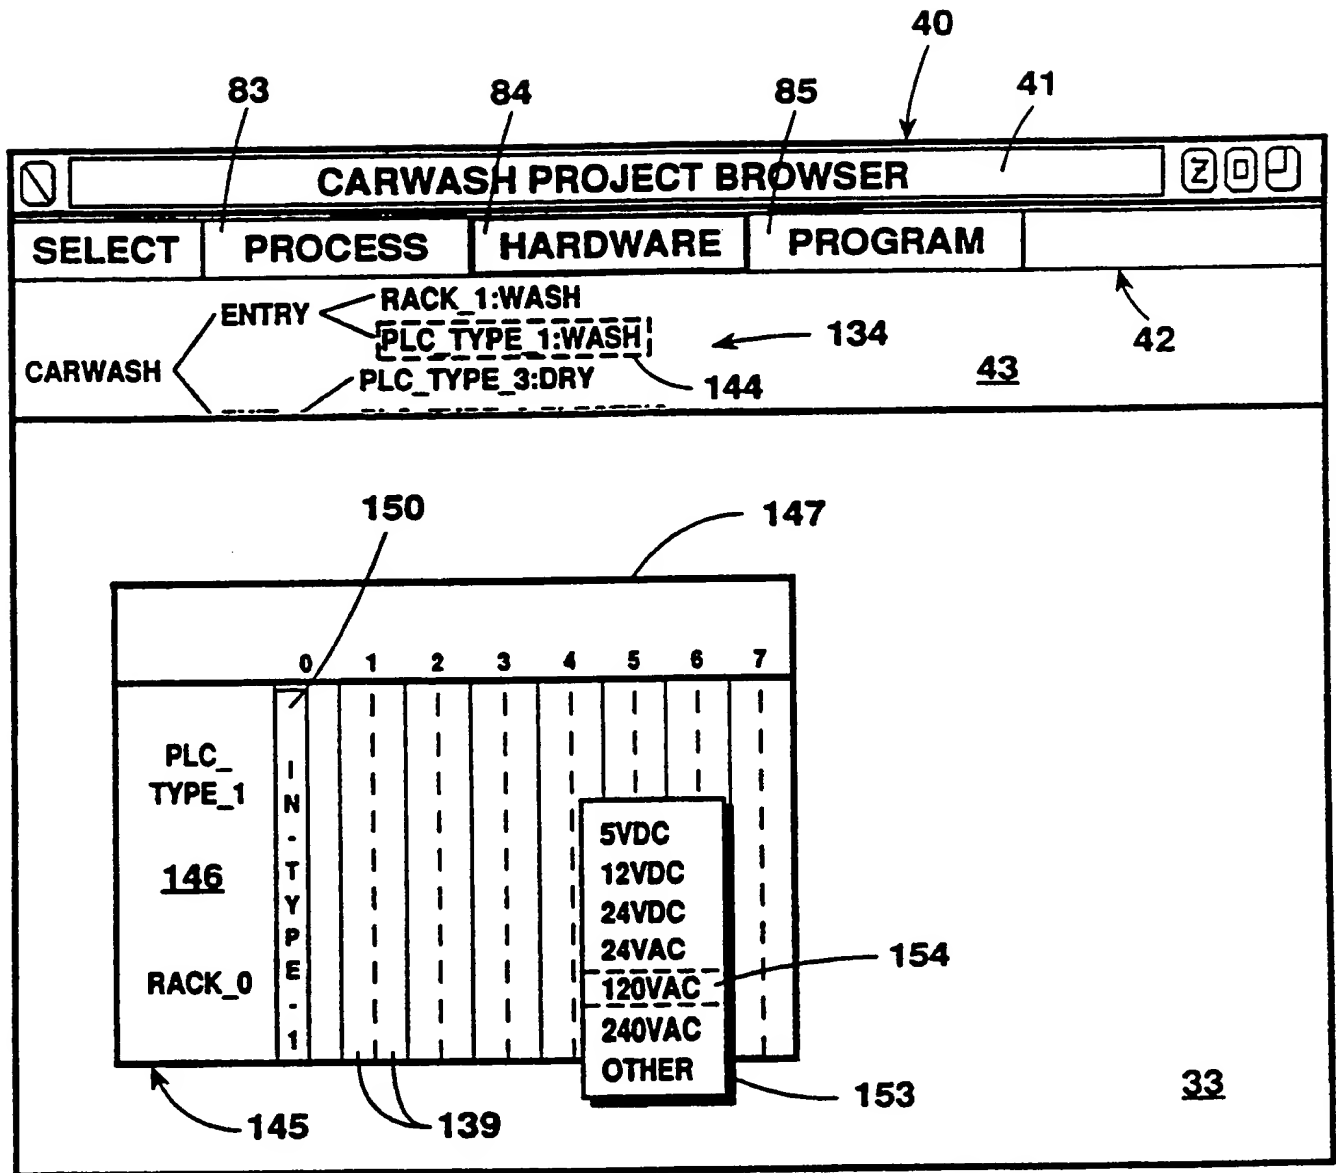 40
83 84 85 41
CARWASH PROJECT BROWSER Z
SELECT PROCESS HARDWARE PROGRAM
42
RACK_1:WASH
ENTRY
PLC_TYPE_1:WASH
134
CARWASH
PLC_TYPE_3:DRY
144
43
150
147
0 1 2 3 4 5 6 7
PLC_
TYPE_1
146
RACK_0
IN-TYPE-1
5VDC
12VDC
24VDC
24VAC
120VAC
240VAC
OTHER
154
153
33
145
139